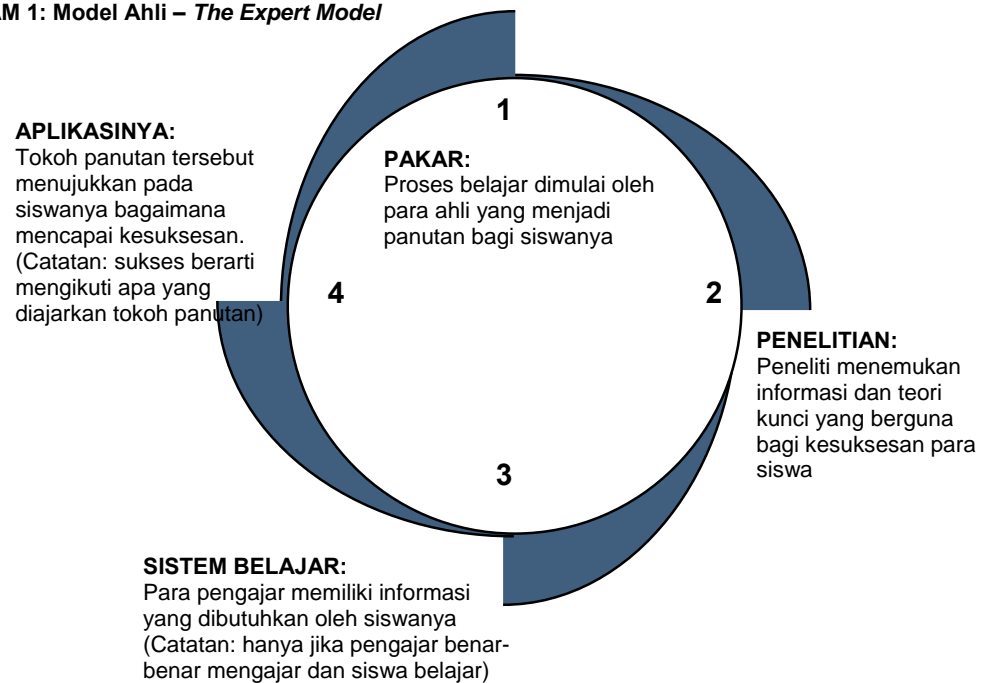 AM 1: Model Ahli – The Expert Model
1
PAKAR:
Proses belajar dimulai oleh
para ahli yang menjadi
panutan bagi siswanya
2
PENELITIAN:
Peneliti menemukan
informasi dan teori
kunci yang berguna
bagi kesuksesan para
siswa
3
SISTEM BELAJAR:
Para pengajar memiliki informasi
yang dibutuhkan oleh siswanya
(Catatan: hanya jika pengajar benar-
benar mengajar dan siswa belajar)
4
APLIKASINYA:
Tokoh panutan tersebut
menujukkan pada
siswanya bagaimana
mencapai kesuksesan.
(Catatan: sukses berarti
mengikuti apa yang
diajarkan tokoh panutan)